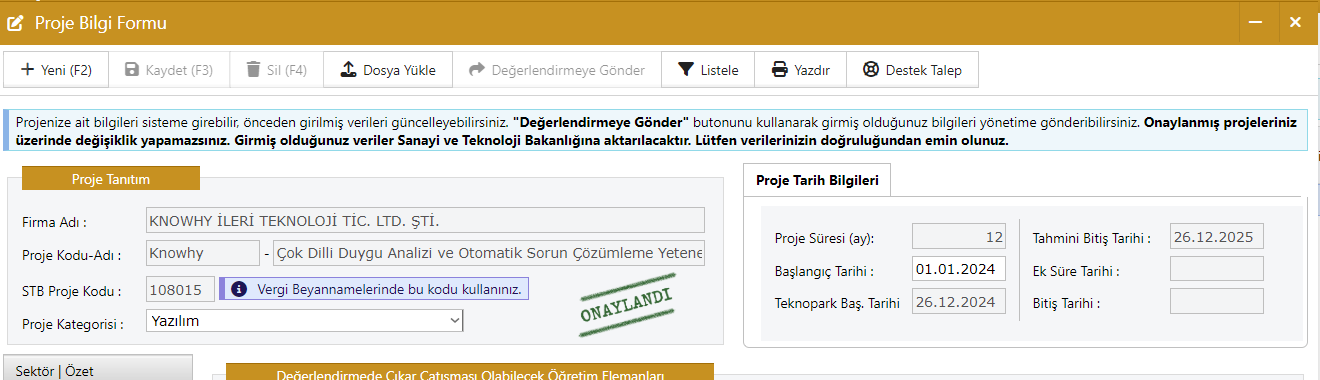 Proje Bilgi Formu
Yeni (F2) Kaydet (F3) Sil (F4) Dosya Yükle Değerlendirmeye Gönder Listele Yazdır Destek Talep
Projenize ait bilgileri sisteme girebilir, önceden girilmiş verileri güncelleyebilirsiniz. "Değerlendirmeye Gönder" butonunu kullanarak girmiş olduğunuz bilgileri yönetime gönderibilirsiniz. Onaylanmış projeleriniz
üzerinde değişiklik yapamazsınız. Girmiş olduğunuz veriler Sanayi ve Teknoloji Bakanlığına aktarılacaktır. Lütfen verilerinizin doğruluğundan emin olunuz.
Proje Tanıtım
Firma Adı : KNOWHY İLERİ TEKNOLOJİ TİC. LTD. ŞTİ.
Proje Kodu-Adı : Knowhy - Çok Dilli Duygu Analizi ve Otomatik Sorun Çözümleme Yetene
STB Proje Kodu : 108015 Vergi Beyannamelerinde bu kodu kullanınız.
Proje Kategorisi : Yazılım
ONAYLANDI
Proje Tarih Bilgileri
Proje Süresi (ay): 12 Tahmini Bitiş Tarihi : 26.12.2025
Başlangıç Tarihi : 01.01.2024 Ek Süre Tarihi :
Teknopark Baş. Tarihi 26.12.2024 Bitiş Tarihi :
Sektör | Özet
Değerlendirmede Çıkar Çatışması Olabilecek Öğretim Elemanları